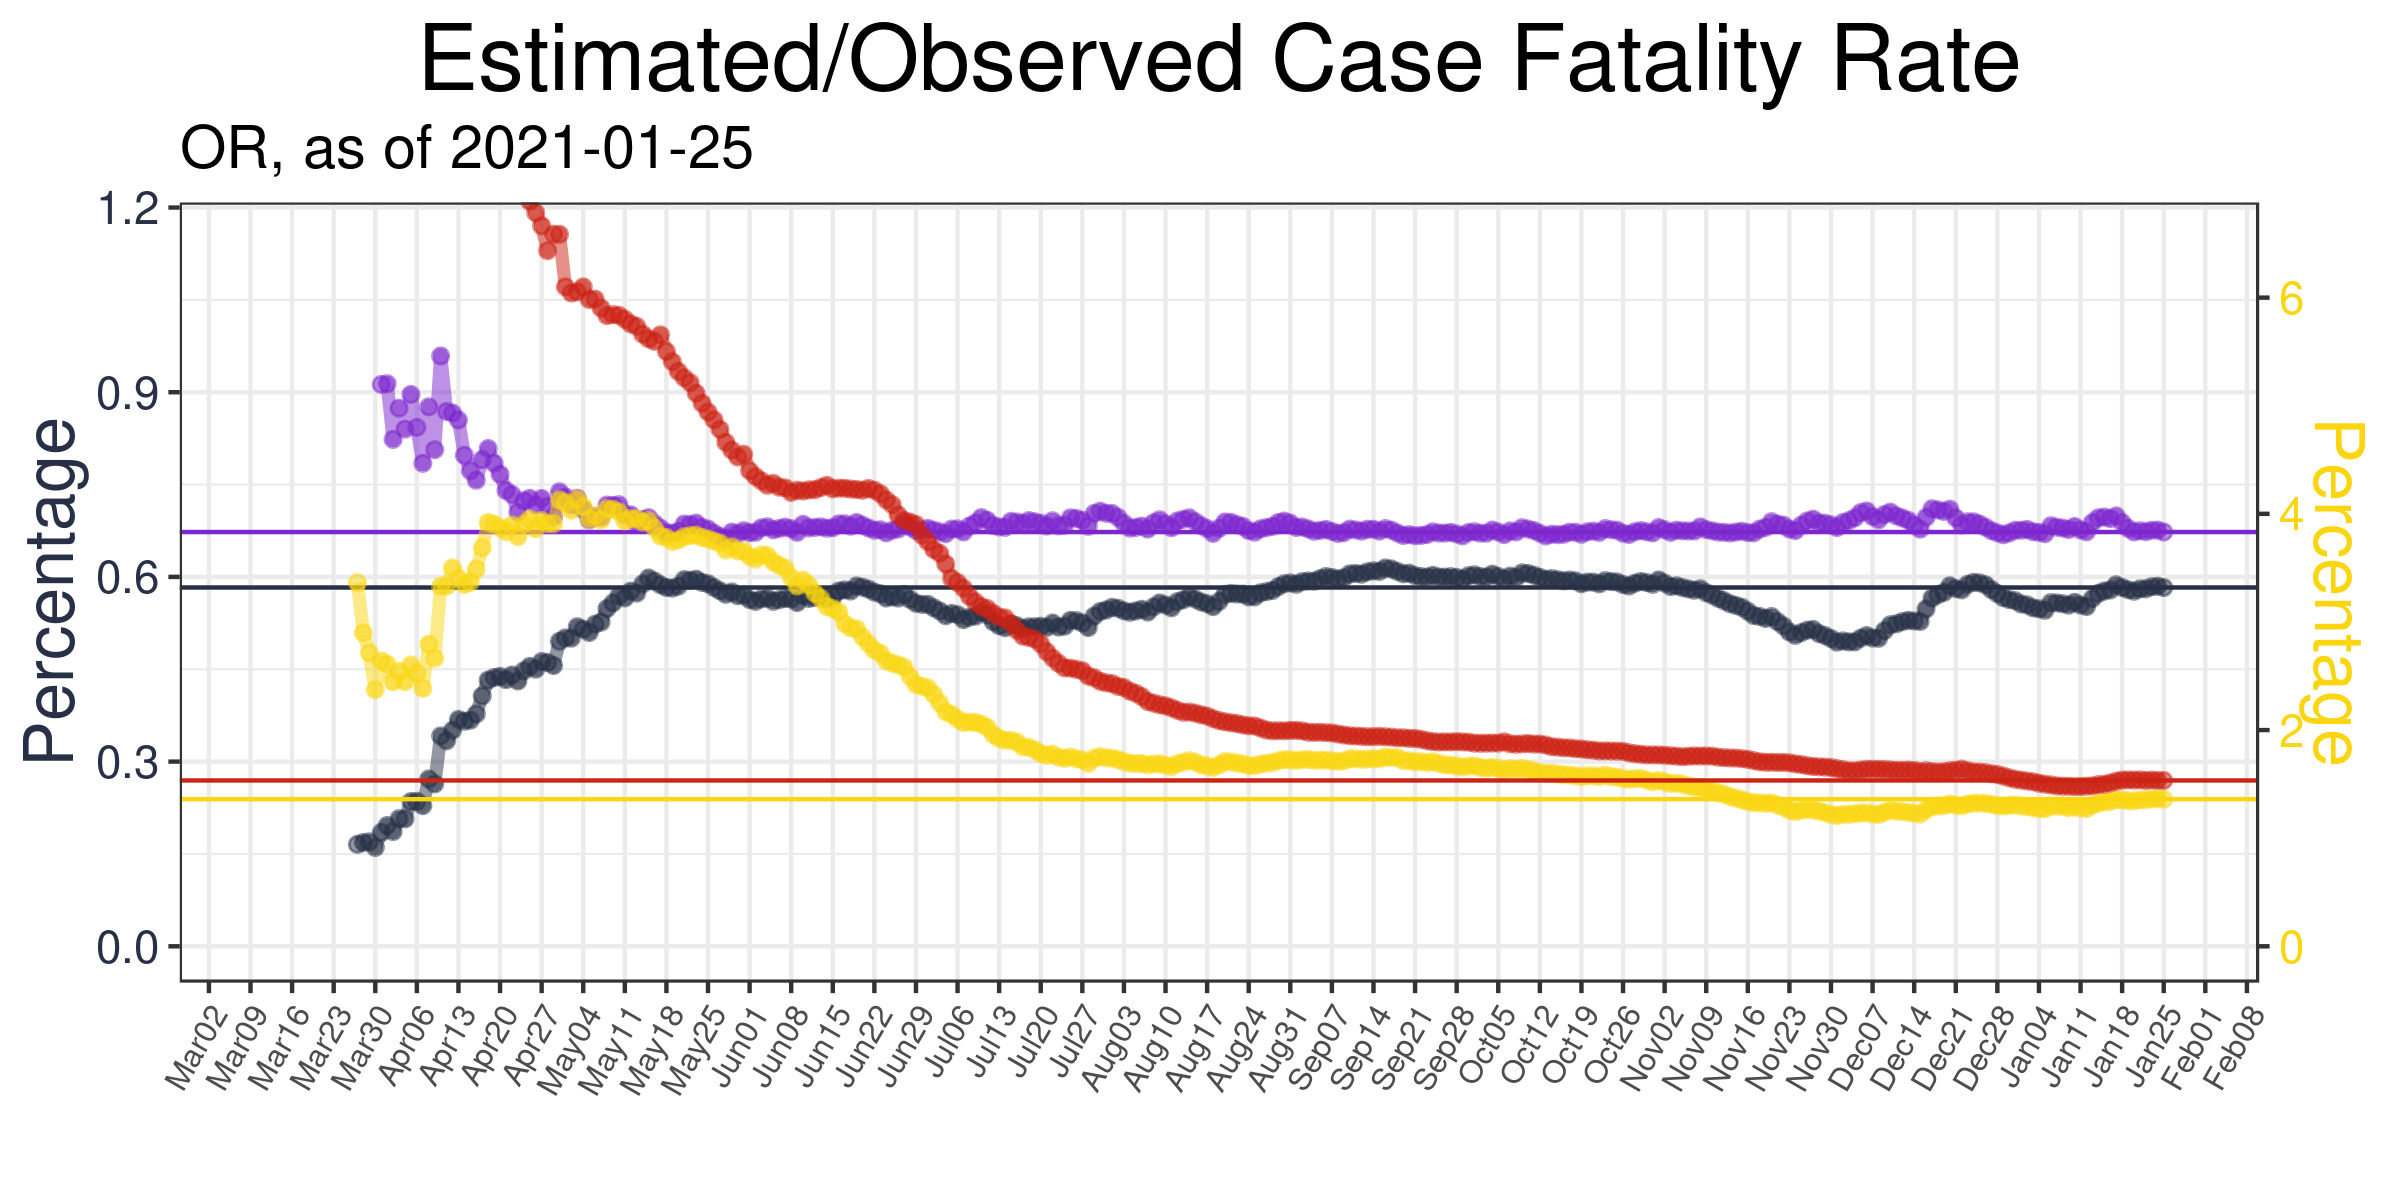 Estimated/Observed Case Fatality Rate
OR, as of 2021-01-25
Percentage
1.2
0.9
0.6
0.3
0.0
6
4
2
0
Percentage
Mar02
Mar09
Mar16
Mar23
Mar30
Apr06
Apr13
Apr20
Apr27
May04
May11
May18
May25
Jun01
Jun08
Jun15
Jun22
Jun29
Jul06
Jul13
Jul20
Jul27
Aug03
Aug10
Aug17
Aug24
Aug31
Sep07
Sep14
Sep21
Sep28
Oct05
Oct12
Oct19
Oct26
Nov02
Nov09
Nov16
Nov23
Nov30
Dec07
Dec14
Dec21
Dec28
Jan04
Jan11
Jan18
Jan25
Feb01
Feb08